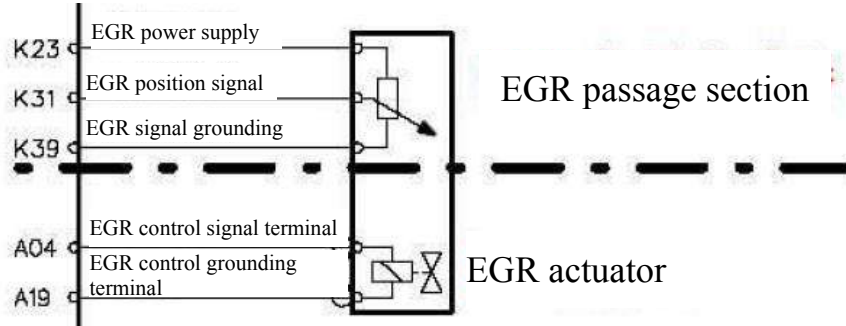 K23 EGR power supply
K31 EGR position signal
EGR passage section
K39 EGR signal grounding
A04 EGR control signal terminal
EGR actuator
A19 EGR control grounding
terminal